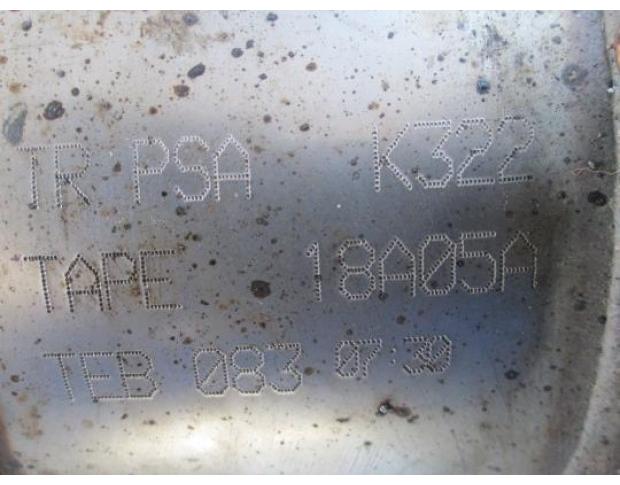 TR PSA K322
TAPE 18A05A
TEB 083 07:30